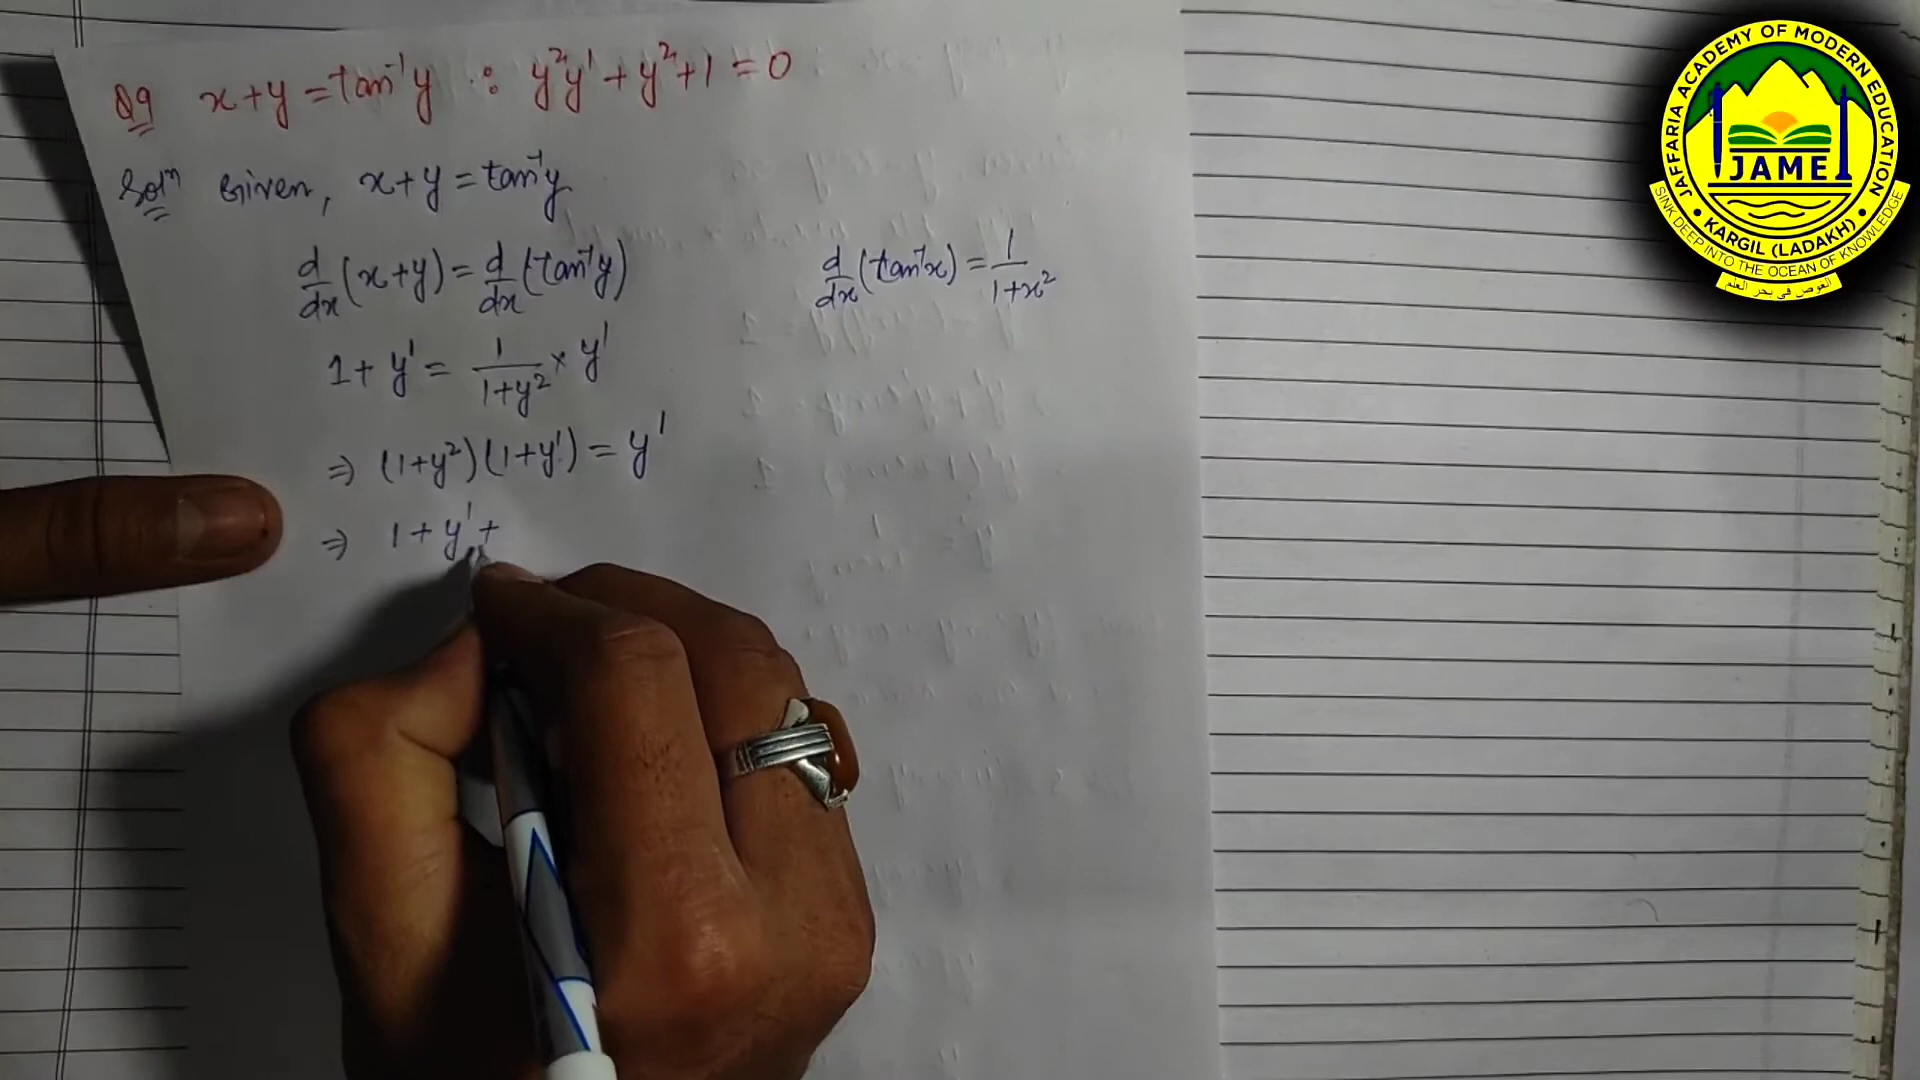 Q9 x+y = tan⁻¹y : y²y' + y² + 1 = 0
Solⁿ Given, x+y = tan⁻¹y
d/dx (x+y) = d/dx (tan⁻¹y)
d/dx (tan⁻¹x) = 1/1+x²
1 + y' = 1/1+y² × y'
⇒ (1+y²)(1+y') = y'
⇒ 1 + y' +
JAFFARIA ACADEMY OF MODERN EDUCATION
JAME
KARGIL (LADAKH)
SINK DEEP INTO THE OCEAN OF KNOWLEDGE
الغوص في بحر العلم